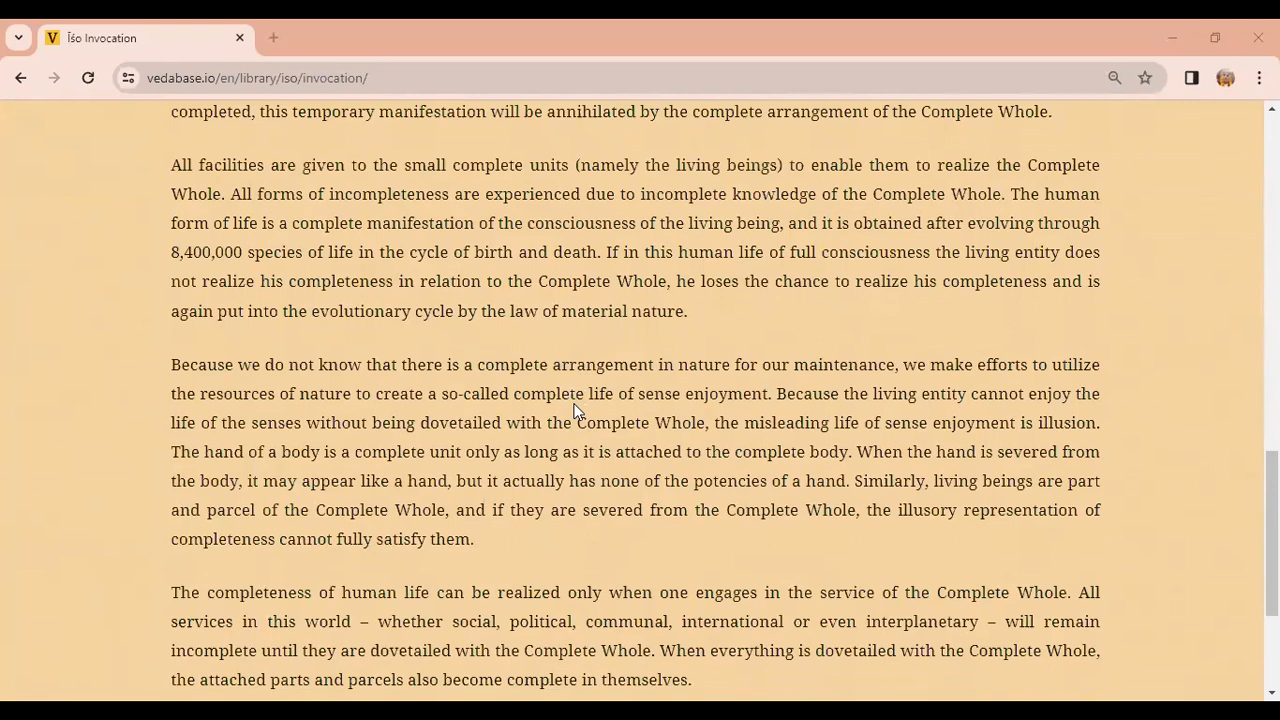 Īśo Invocation
vedabase.io/en/library/iso/invocation/
completed, this temporary manifestation will be annihilated by the complete arrangement of the Complete Whole.
All facilities are given to the small complete units (namely the living beings) to enable them to realize the Complete
Whole. All forms of incompleteness are experienced due to incomplete knowledge of the Complete Whole. The human
form of life is a complete manifestation of the consciousness of the living being, and it is obtained after evolving through
8,400,000 species of life in the cycle of birth and death. If in this human life of full consciousness the living entity does
not realize his completeness in relation to the Complete Whole, he loses the chance to realize his completeness and is
again put into the evolutionary cycle by the law of material nature.
Because we do not know that there is a complete arrangement in nature for our maintenance, we make efforts to utilize
the resources of nature to create a so-called complete life of sense enjoyment. Because the living entity cannot enjoy the
life of the senses without being dovetailed with the Complete Whole, the misleading life of sense enjoyment is illusion.
The hand of a body is a complete unit only as long as it is attached to the complete body. When the hand is severed from
the body, it may appear like a hand, but it actually has none of the potencies of a hand. Similarly, living beings are part
and parcel of the Complete Whole, and if they are severed from the Complete Whole, the illusory representation of
completeness cannot fully satisfy them.
The completeness of human life can be realized only when one engages in the service of the Complete Whole. All
services in this world – whether social, political, communal, international or even interplanetary – will remain
incomplete until they are dovetailed with the Complete Whole. When everything is dovetailed with the Complete Whole,
the attached parts and parcels also become complete in themselves.